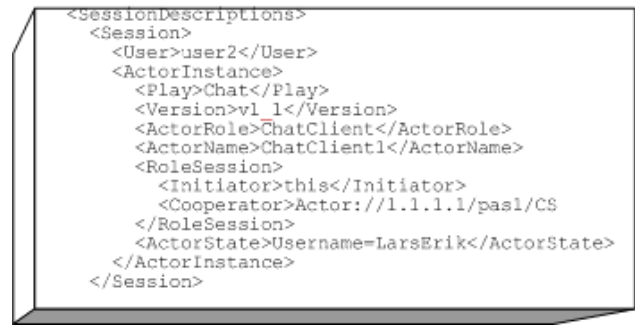 <SessionDescriptions>
<Session>
<User>user2</User>
<ActorInstance>
<Play>Chat</Play>
<Version>v1_1</Version>
<ActorRole>ChatClient</ActorRole>
<ActorName>ChatClient1</ActorName>
<RoleSession>
<Initiator>this</Initiator>
<Cooperator>Actor://1.1.1.1/pas1/CS
</RoleSession>
<ActorState>Username=LarsErik</ActorState>
</ActorInstance>
</Session>